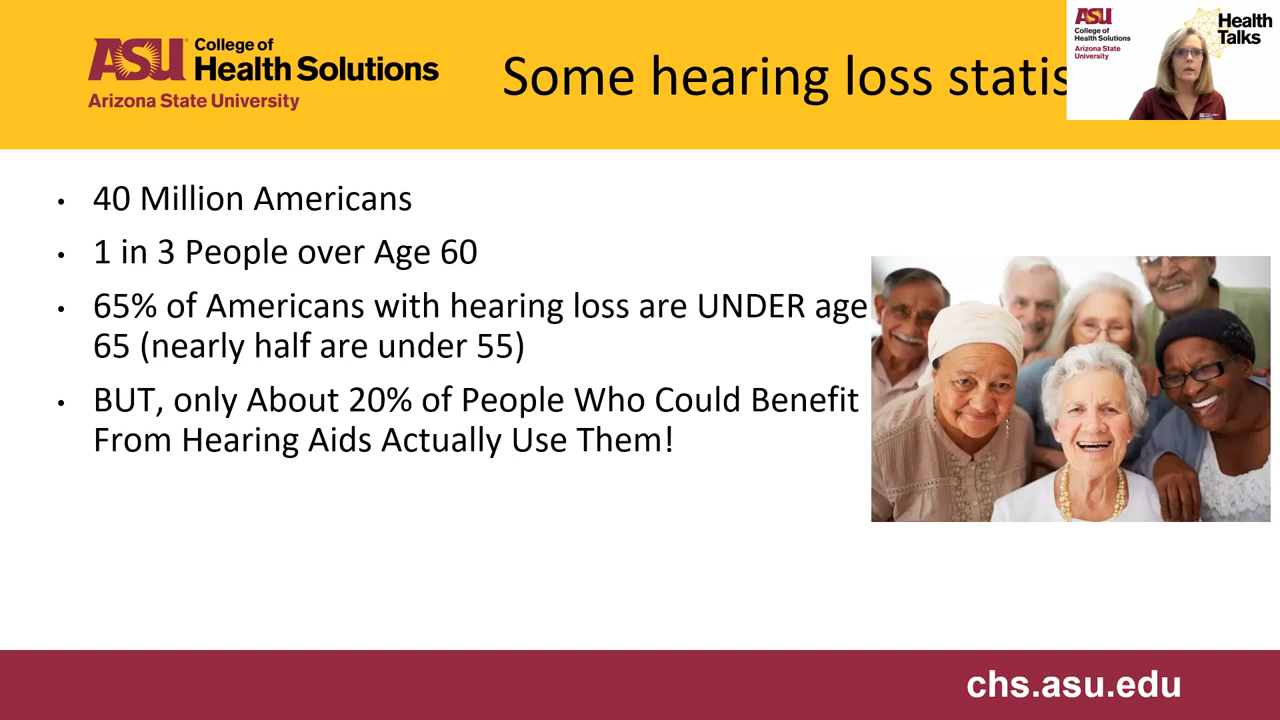 ASU College of
Health Solutions
Arizona State University
Some hearing loss statis
ASU
College of
Health Solutions
Arizona State
University
Health
Talks
• 40 Million Americans
• 1 in 3 People over Age 60
• 65% of Americans with hearing loss are UNDER age
65 (nearly half are under 55)
• BUT, only About 20% of People Who Could Benefit
From Hearing Aids Actually Use Them!
chs.asu.edu